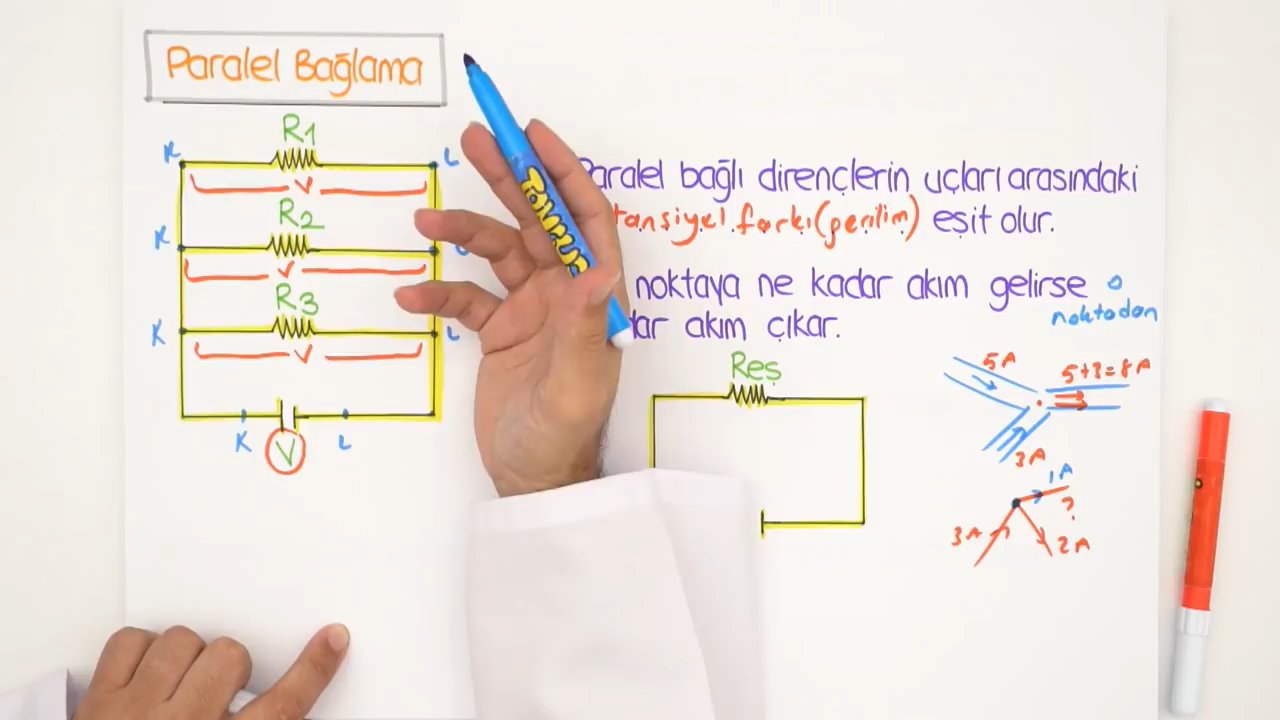 Paralel Bağlama
R1
K
L
V
R2
K
V
R3
K
L
V
K
V
L
Paralel bağlı dirençlerin uçları arasındaki
tansiyel farkı (gerilim) eşit olur.
noktaya ne kadar akım gelirse o
noktadan
dar akım çıkar.
Reş
5A
5+3=8A
3A
1A
?
3A
2A